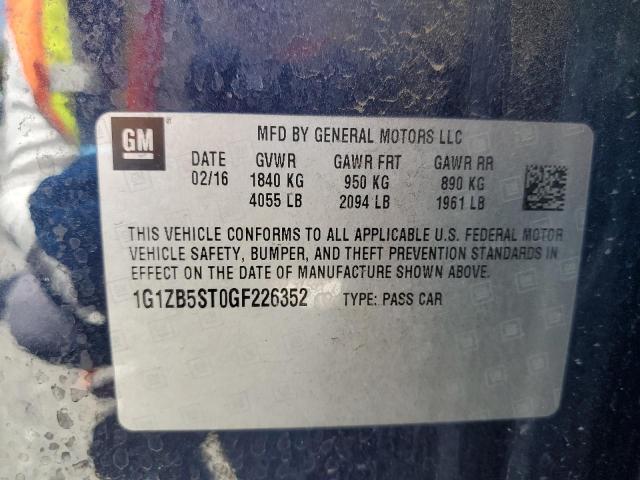 GM
MFD BY GENERAL MOTORS LLC
DATE GVWR GAWR FRT GAWR RR
02/16 1840 KG 950 KG 890 KG
4055 LB 2094 LB 1961 LB
THIS VEHICLE CONFORMS TO ALL APPLICABLE U.S. FEDERAL MOTOR
VEHICLE SAFETY, BUMPER, AND THEFT PREVENTION STANDARDS IN
EFFECT ON THE DATE OF MANUFACTURE SHOWN ABOVE.
1G1ZB5ST0GF226352 TYPE: PASS CAR